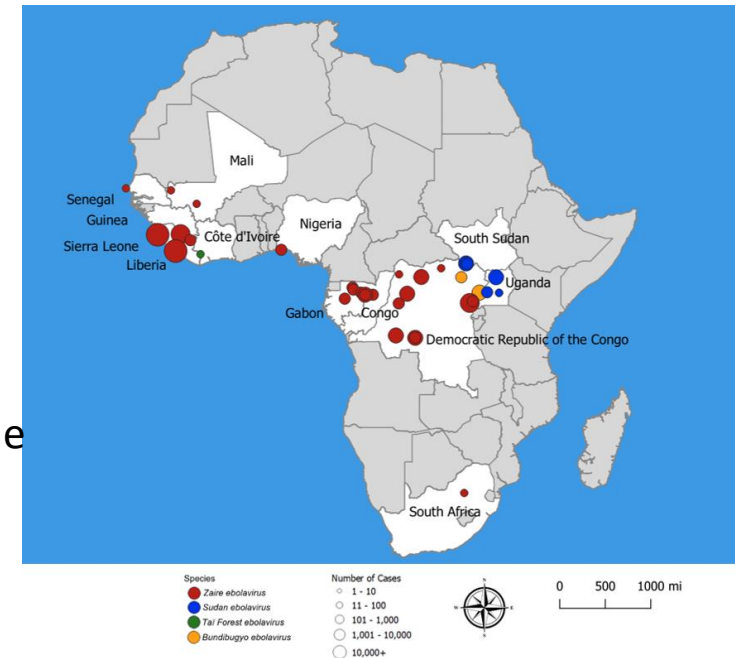 Mali
Senegal
Guinea
Nigeria
Côte d'Ivoire
Sierra Leone
South Sudan
Liberia
Uganda
Gabon
Congo
Democratic Republic of the Congo
e
South Africa
Species
Zaire ebolavirus
Sudan ebolavirus
Taï Forest ebolavirus
Bundibugyo ebolavirus
Number of Cases
1 - 10
11 - 100
101 - 1,000
1,001 - 10,000
10,000+
N
W
E
S
0 500 1000 mi